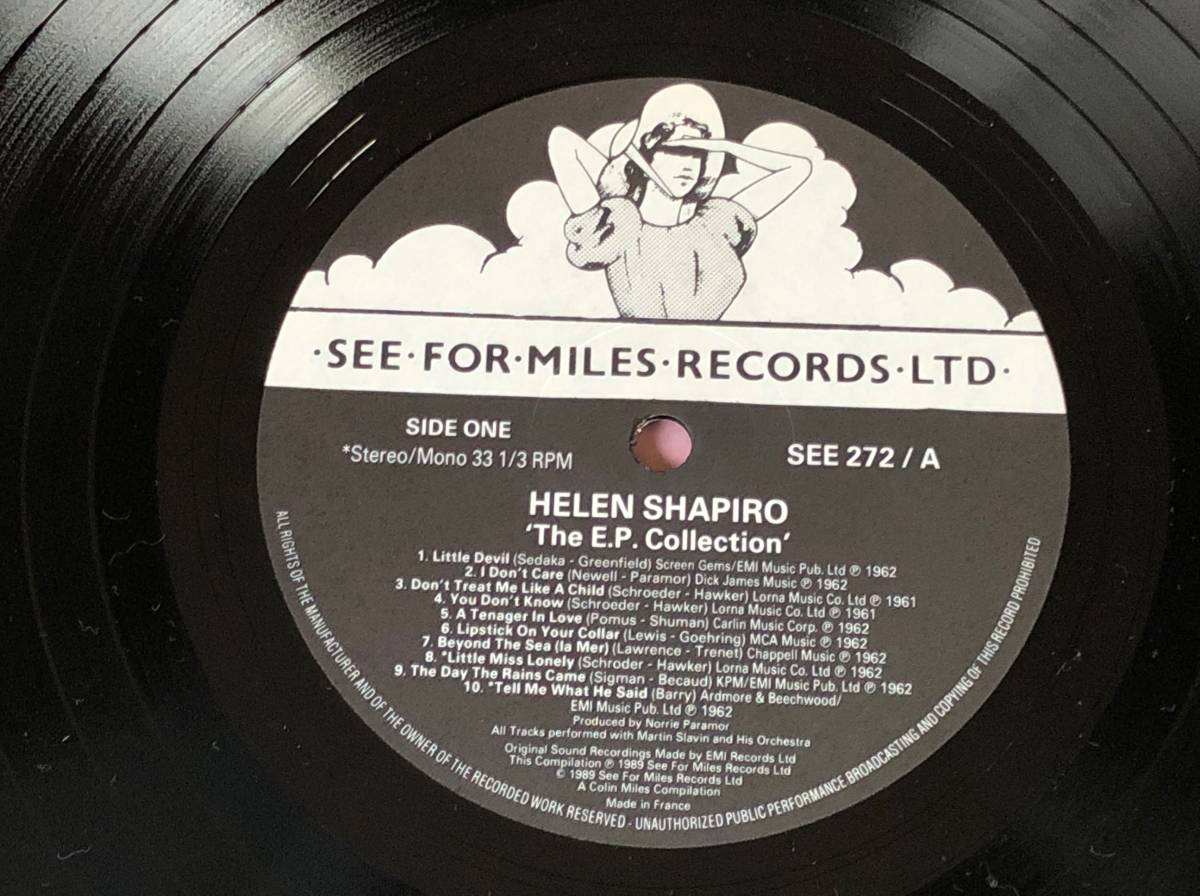 ·SEE·FOR·MILES·RECORDS·LTD·
SIDE ONE
*Stereo/Mono 33 1/3 RPM
SEE 272 / A
HELEN SHAPIRO
'The E.P. Collection'
1. Little Devil (Sedaka - Greenfield) Screen Gems/EMI Music Pub. Ltd ℗ 1962
2. I Don't Care (Newell - Paramor) Dick James Music ℗ 1962
3. Don't Treat Me Like A Child (Schroeder - Hawker) Lorna Music Co. Ltd ℗ 1961
4. You Don't Know (Schroeder - Hawker) Lorna Music Co. Ltd ℗ 1961
5. A Tenager In Love (Pomus - Shuman) Carlin Music Corp. ℗ 1962
6. Lipstick On Your Collar (Lewis - Goehring) MCA Music ℗ 1962
7. Beyond The Sea (la Mer) (Lawrence - Trenet) Chappell Music ℗ 1962
8. *Little Miss Lonely (Schroder - Hawker) Lorna Music Co. Ltd ℗ 1962
9. The Day The Rains Came (Sigman - Becaud) KPM/EMI Music Pub. Ltd ℗ 1962
10. *Tell Me What He Said (Barry) Ardmore & Beechwood/
EMI Music Pub. Ltd ℗ 1962
Produced by Norrie Paramor
All Tracks performed with Martin Slavin and His Orchestra
Original Sound Recordings Made by EMI Records Ltd
This Compilation ℗ 1989 See For Miles Records Ltd
© 1989 See For Miles Records Ltd
A Colin Miles Compilation
Made in France
ALL RIGHTS OF THE MANUFACTURER AND OF THE OWNER OF THE RECORDED WORK RESERVED - UNAUTHORIZED PUBLIC PERFORMANCE BROADCASTING AND COPYING OF THIS RECORD PROHIBITED